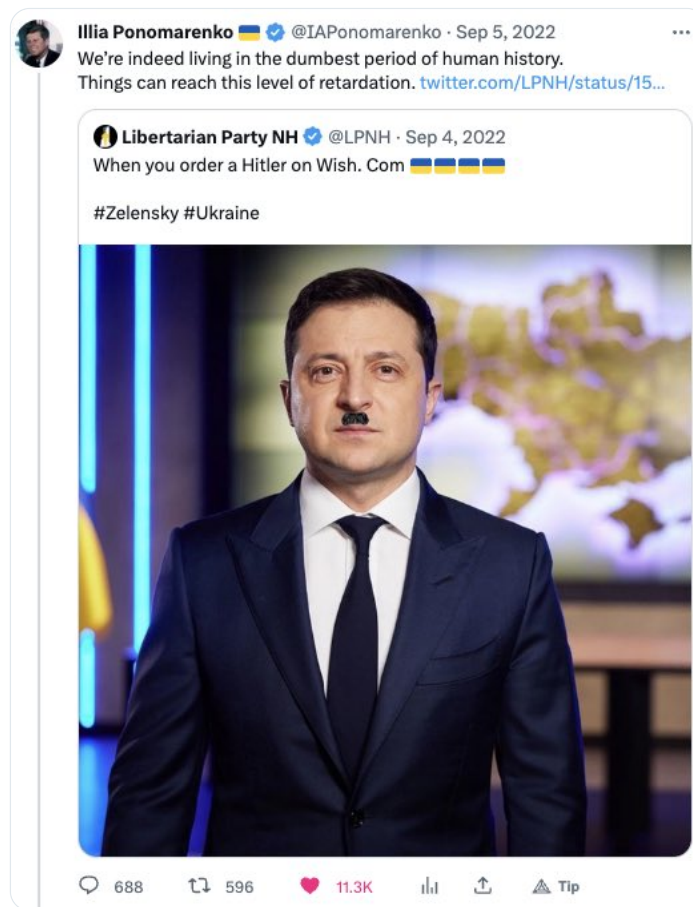 Illia Ponomarenko 🇺🇦 @IAPonomarenko · Sep 5, 2022
We’re indeed living in the dumbest period of human history.
Things can reach this level of retardation. twitter.com/LPNH/status/15...
Libertarian Party NH @LPNH · Sep 4, 2022
When you order a Hitler on Wish. Com 🇺🇦🇺🇦🇺🇦🇺🇦
#Zelensky #Ukraine
688 596 11.3K Tip